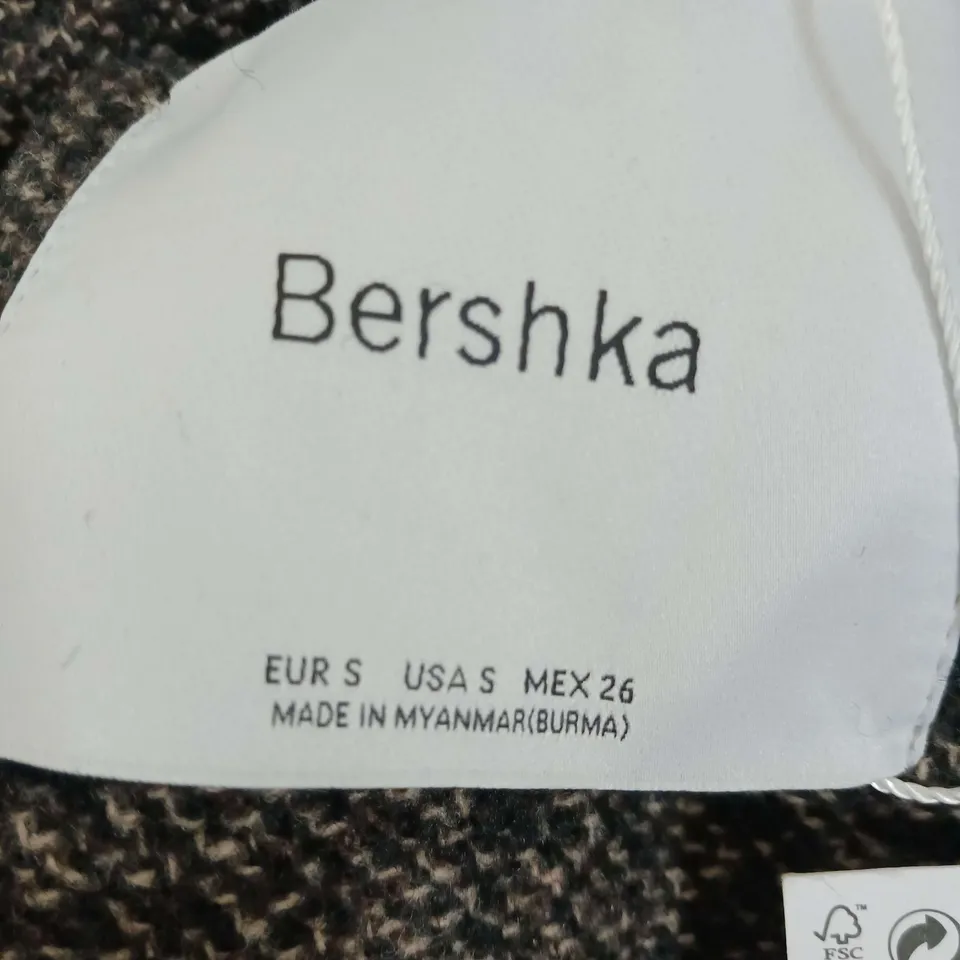 Bershka
EUR S USA S MEX 26
MADE IN MYANMAR(BURMA)
FSC